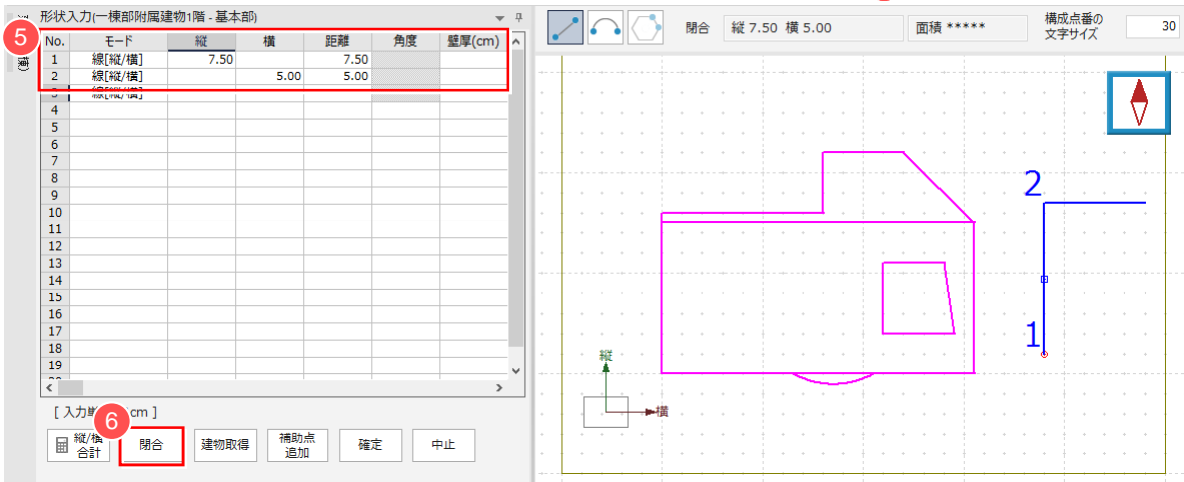 形状入力(一棟部附属建物1階 - 基本部)
5
No. モード 縦 横 距離 角度 壁厚(cm)
1 線[縦/横] 7.50 7.50
2 線[縦/横] 5.00 5.00
3 線[縦/横]
4
5
6
7
8
9
10
11
12
13
14
15
16
17
18
19
6
縦/横
合計
閉合
建物取得
補助点
追加
確定
中止
閉合 縦 7.50 横 5.00
面積 *****
構成点番の
文字サイズ
30
2
1
縦
横